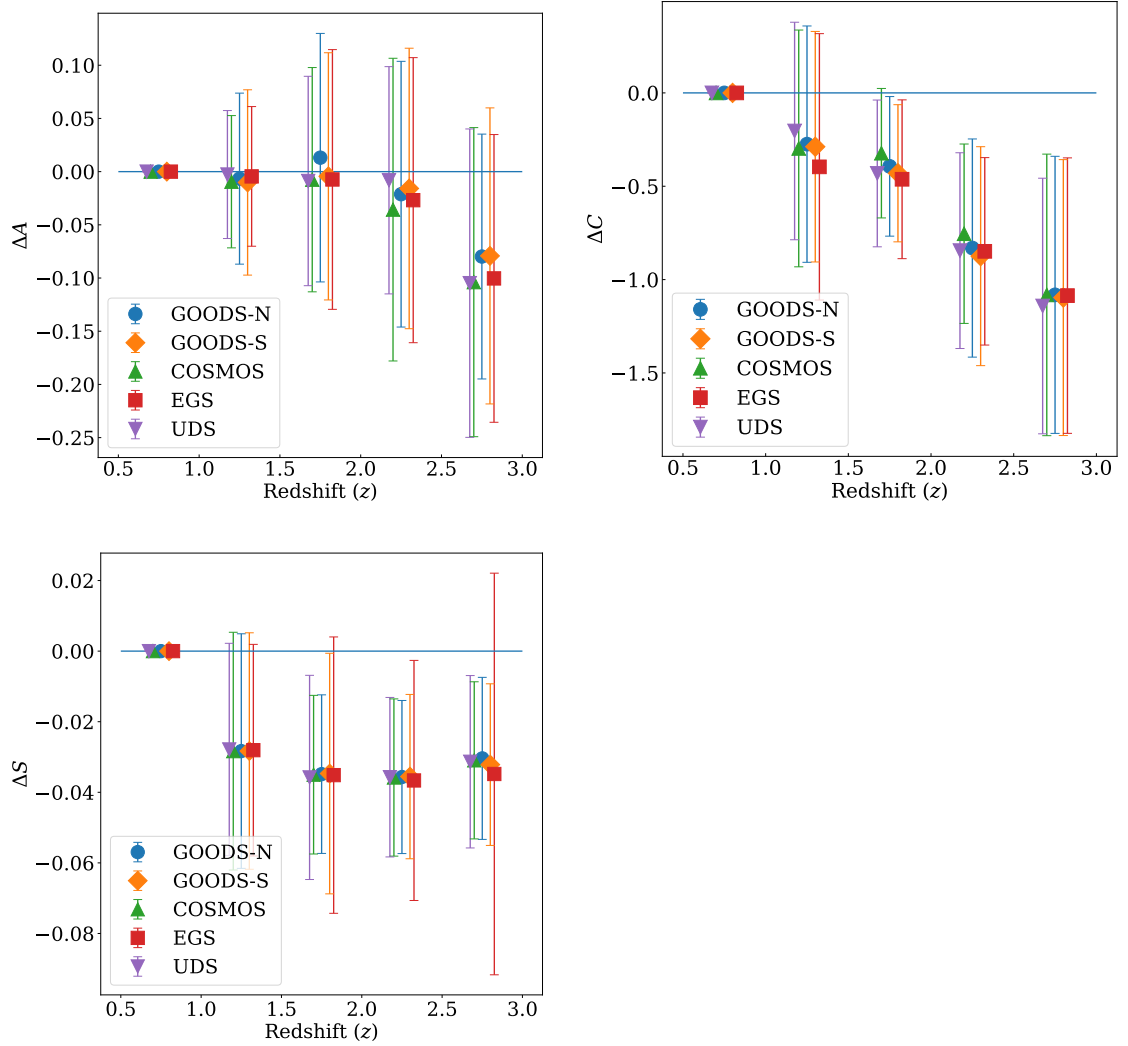 0.10
0.05
0.00
−0.05
−0.10
−0.15
−0.20
−0.25
ΔA
GOODS-N
GOODS-S
COSMOS
EGS
UDS
0.5 1.0 1.5 2.0 2.5 3.0
Redshift (z)
0.0
−0.5
−1.0
−1.5
ΔC
GOODS-N
GOODS-S
COSMOS
EGS
UDS
0.5 1.0 1.5 2.0 2.5 3.0
Redshift (z)
0.02
0.00
−0.02
−0.04
−0.06
−0.08
ΔS
GOODS-N
GOODS-S
COSMOS
EGS
UDS
0.5 1.0 1.5 2.0 2.5 3.0
Redshift (z)